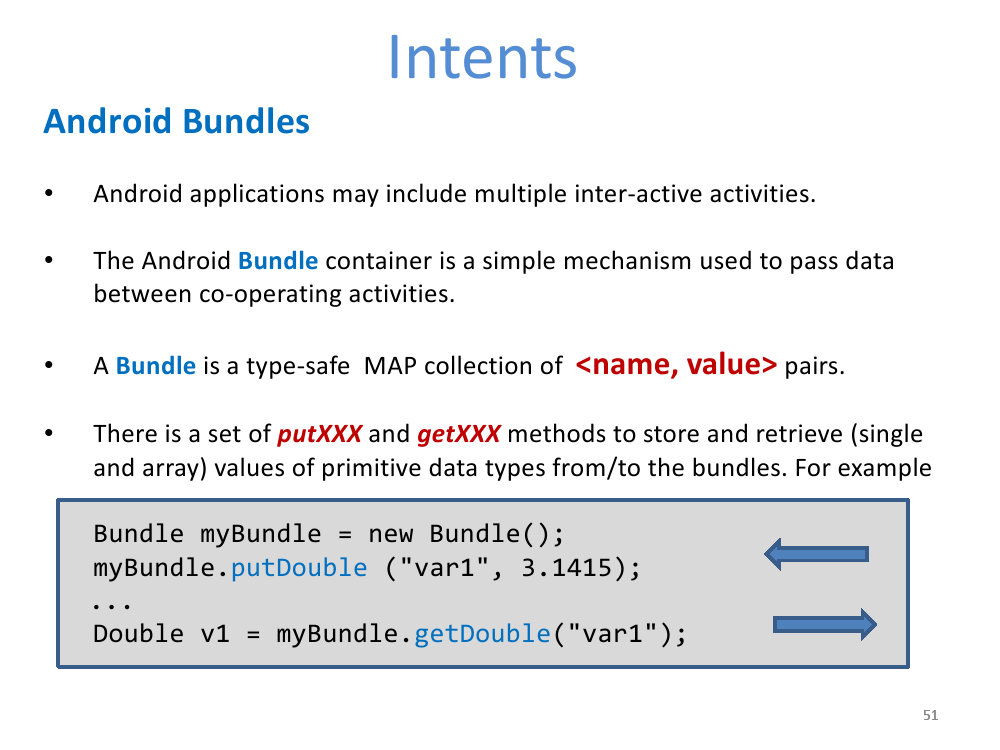 Intents
Android Bundles
• Android applications may include multiple inter-active activities.
• The Android Bundle container is a simple mechanism used to pass data
between co-operating activities.
• A Bundle is a type-safe  MAP collection of  <name, value> pairs.
• There is a set of putXXX and getXXX methods to store and retrieve (single
and array) values of primitive data types from/to the bundles. For example
Bundle myBundle = new Bundle();
myBundle.putDouble ("var1", 3.1415);
...
Double v1 = myBundle.getDouble("var1");
51